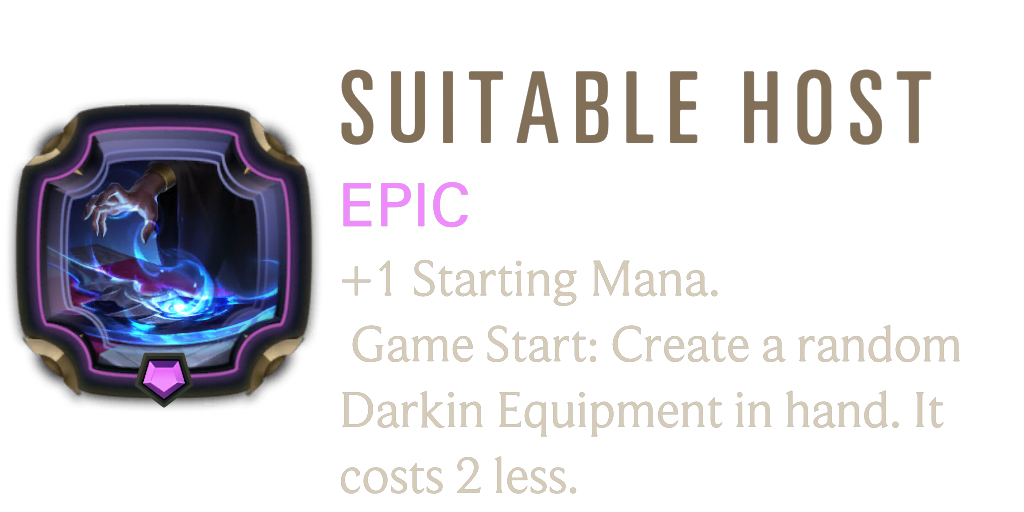 SUITABLE HOST
EPIC
+1 Starting Mana.
Game Start: Create a random
Darkin Equipment in hand. It
costs 2 less.